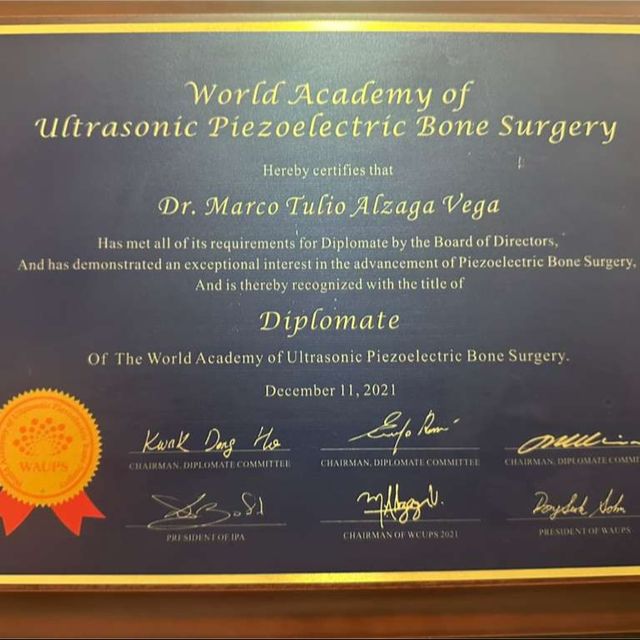 World Academy of
Ultrasonic Piezoelectric Bone Surgery
Hereby certifies that
Dr. Marco Tulio Alzaga Vega
Has met all of its requirements for Diplomate by the Board of Directors,
And has demonstrated an exceptional interest in the advancement of Piezoelectric Bone Surgery,
And is thereby recognized with the title of
Diplomate
Of The World Academy of Ultrasonic Piezoelectric Bone Surgery.
December 11, 2021
WAUPS
Kwak Dong Ho
CHAIRMAN, DIPLOMATE COMMITTEE
CHAIRMAN, DIPLOMATE COMMITTEE
CHAIRMAN, DIPLOMATE COMMI
PRESIDENT OF IPA
CHAIRMAN OF WCUPS 2021
PRESIDENT OF WAUPS